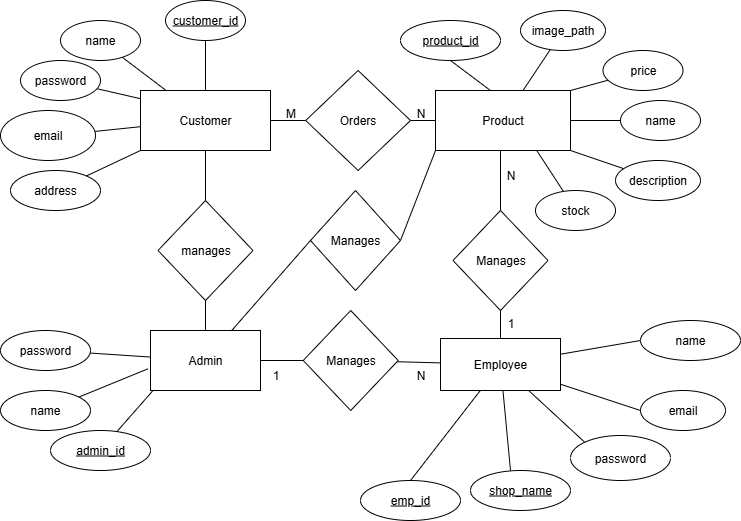 customer_id
name
image_path
product_id
price
password
M
N
Customer
Orders
Product
name
email
N
description
address
stock
manages
Manages
Manages
1
password
Admin
Manages
Employee
name
1
N
name
email
admin_id
password
emp_id
shop_name